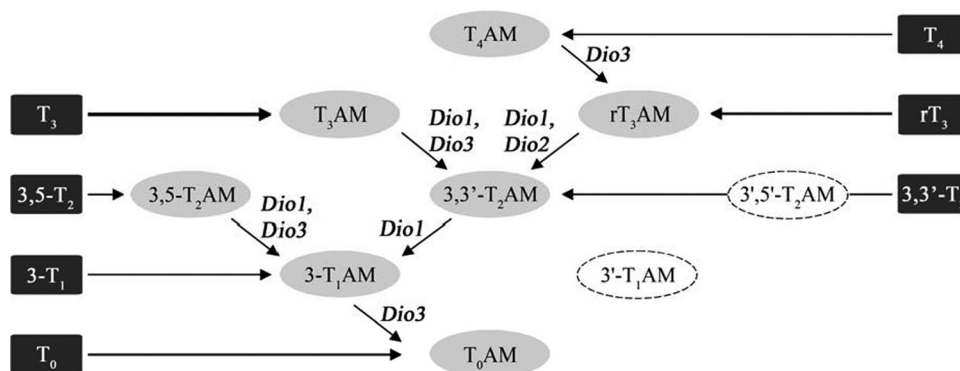 T₄AM
T₄
Dio3
T₃
T₃AM
Dio1,
Dio3
Dio1,
Dio2
rT₃AM
rT₃
3,5-T₂
3,5-T₂AM
3,3’-T₂AM
3',5'-T₂AM
3,3’-T
Dio1,
Dio3
Dio1
3-T₁
3-T₁AM
3'-T₁AM
Dio3
T₀
T₀AM